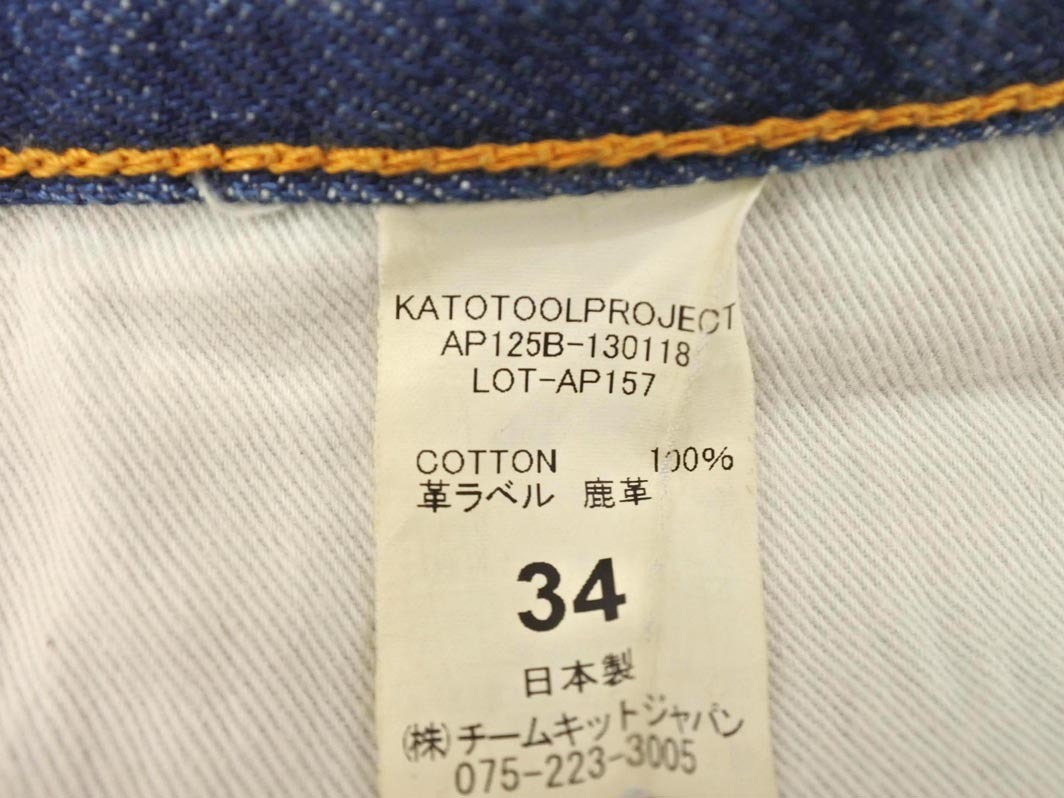 KATOTOOLPROJECT
AP125B-130118
LOT-AP157
COTTON 100%
革ラベル 鹿革
34
日本製
(株)チームキットジャパン
075-223-3005